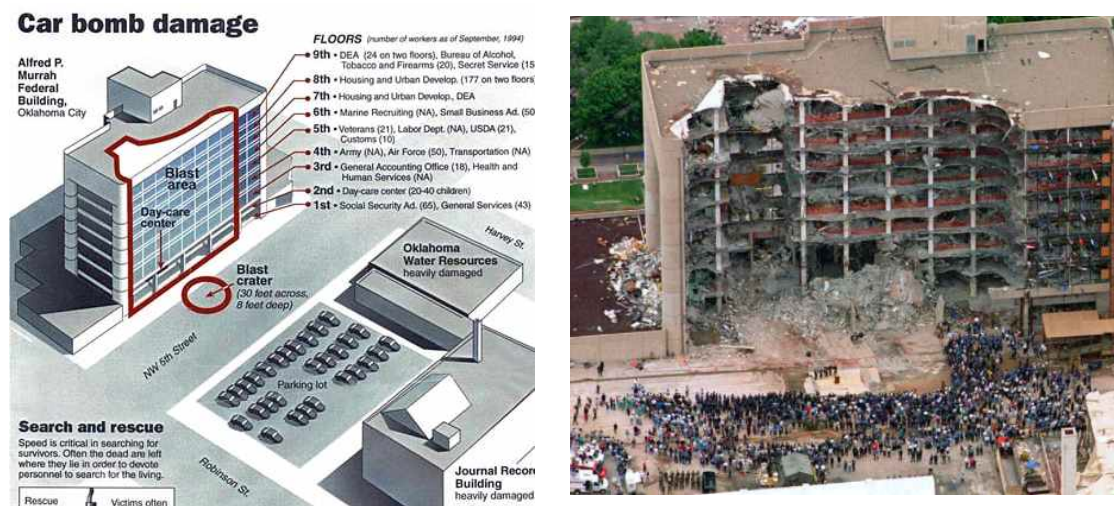 Car bomb damage
Alfred P.
Murrah
Federal
Building,
Oklahoma City
FLOORS (number of workers as of September, 1994)
9th • DEA (24 on two floors), Bureau of Alcohol,
Tobacco and Firearms (20), Secret Service (15
8th • Housing and Urban Develop. (177 on two floors)
7th • Housing and Urban Develop., DEA
6th • Marine Recruiting (NA), Small Business Ad. (50
5th • Veterans (21), Labor Dept. (NA), USDA (21),
Customs (10)
4th • Army (NA), Air Force (50), Transportation (NA)
3rd • General Accounting Office (18), Health and
Human Services (NA)
2nd • Day-care center (20-40 children)
1st • Social Security Ad. (65), General Services (43)
Blast
area
Day-care
center
Harvey St.
Oklahoma
Water Resources
heavily damaged
Blast
crater
(30 feet across,
8 feet deep)
NW 5th Street
Parking lot
Robinson St.
Search and rescue
Speed is critical in searching for
survivors. Often the dead are left
where they lie in order to devote
personnel to search for the living.
Rescue
Victims often
Journal Recor
Building
heavily damaged